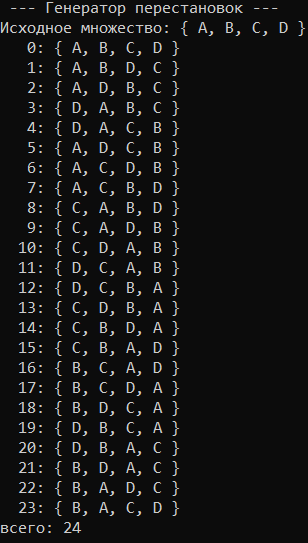 --- Генератор перестановок ---
Исходное множество: { A, B, C, D }
0: { A, B, C, D }
1: { A, B, D, C }
2: { A, D, B, C }
3: { D, A, B, C }
4: { D, A, C, B }
5: { A, D, C, B }
6: { A, C, D, B }
7: { A, C, B, D }
8: { C, A, B, D }
9: { C, A, D, B }
10: { C, D, A, B }
11: { D, C, A, B }
12: { D, C, B, A }
13: { C, D, B, A }
14: { C, B, D, A }
15: { C, B, A, D }
16: { B, C, A, D }
17: { B, C, D, A }
18: { B, D, C, A }
19: { D, B, C, A }
20: { D, B, A, C }
21: { B, D, A, C }
22: { B, A, D, C }
23: { B, A, C, D }
всего: 24